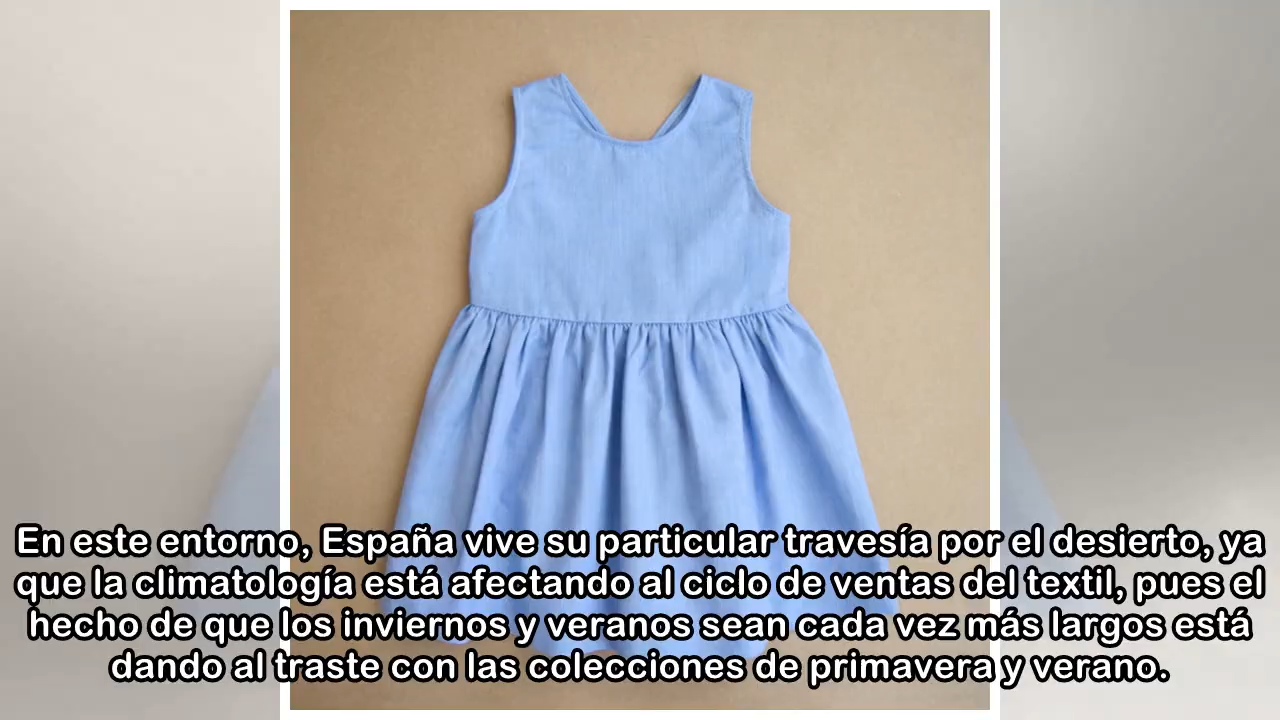 En este entorno, España vive su particular travesía por el desierto, ya
que la climatología está afectando al ciclo de ventas del textil, pues el
hecho de que los inviernos y veranos sean cada vez más largos está
dando al traste con las colecciones de primavera y verano.